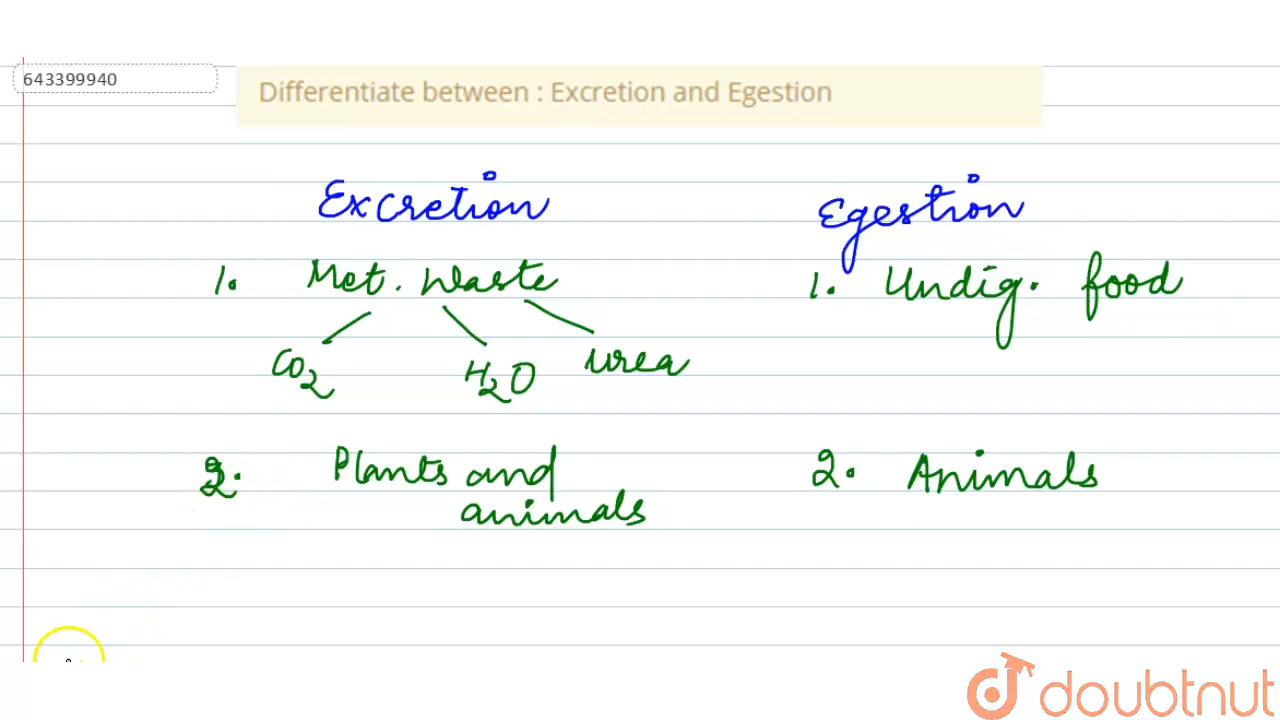 643399940
Differentiate between : Excretion and Egestion
Excretion Egestion
1. Met. Waste 1. Undig. food
CO2 H2O Urea
2. Plants and 2. Animals
animals
doubtnut